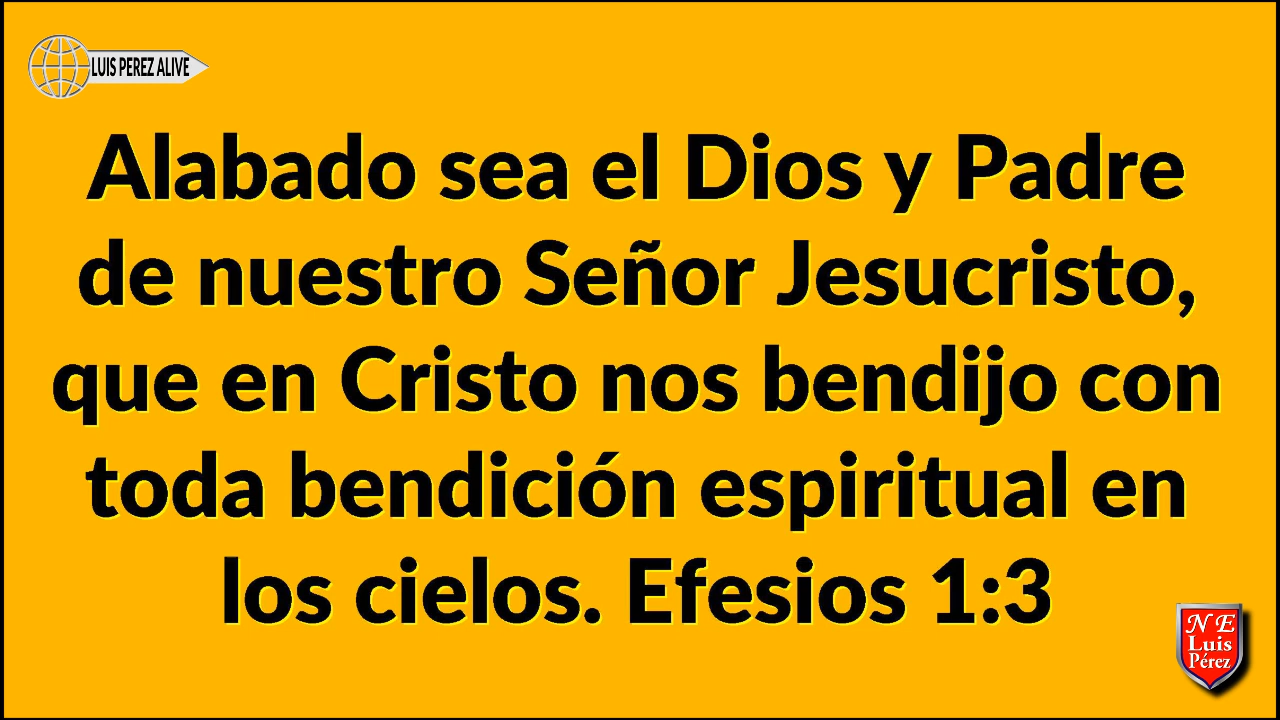 LUIS PEREZ ALIVE
Alabado sea el Dios y Padre
de nuestro Señor Jesucristo,
que en Cristo nos bendijo con
toda bendición espiritual en
los cielos. Efesios 1:3
N E
Luis
Pérez